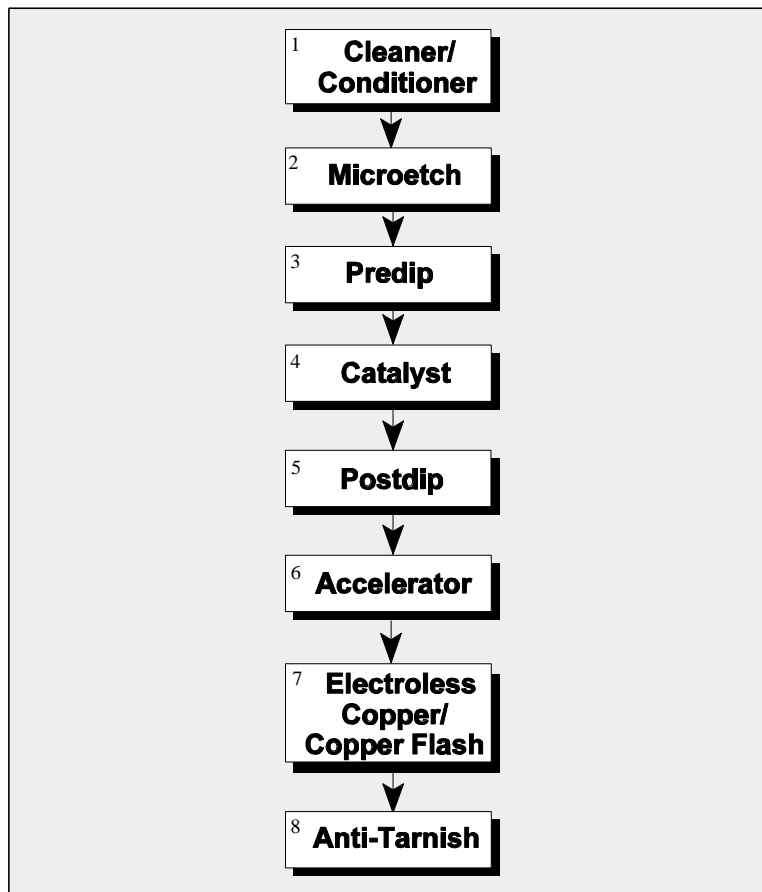 1
Cleaner/
Conditioner
2
Microetch
3
Predip
4
Catalyst
5
Postdip
6
Accelerator
7
Electroless
Copper/
Copper Flash
8
Anti-Tarnish